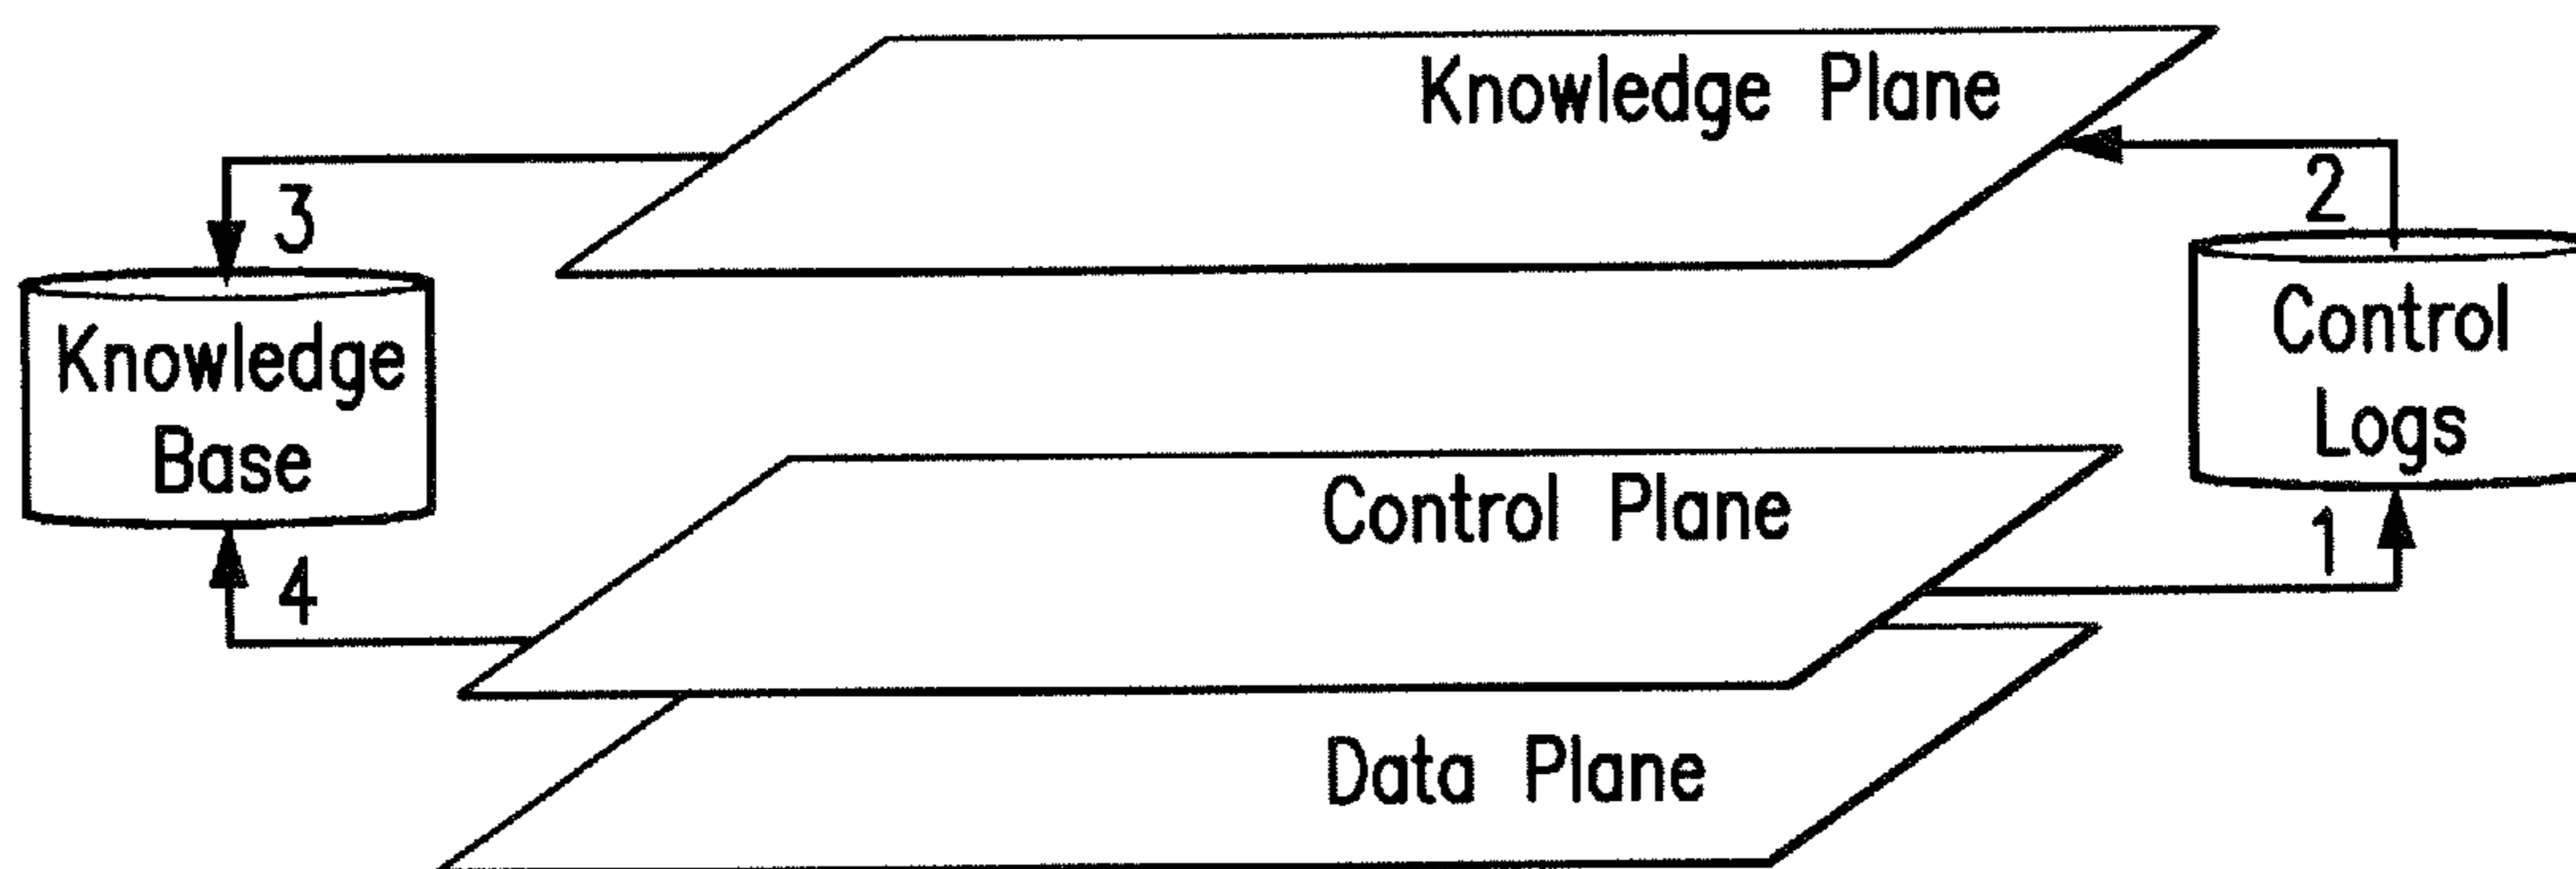 Knowledge Plane
2
3
Knowledge
Base
Control
Logs
Control Plane
1
4
Data Plane